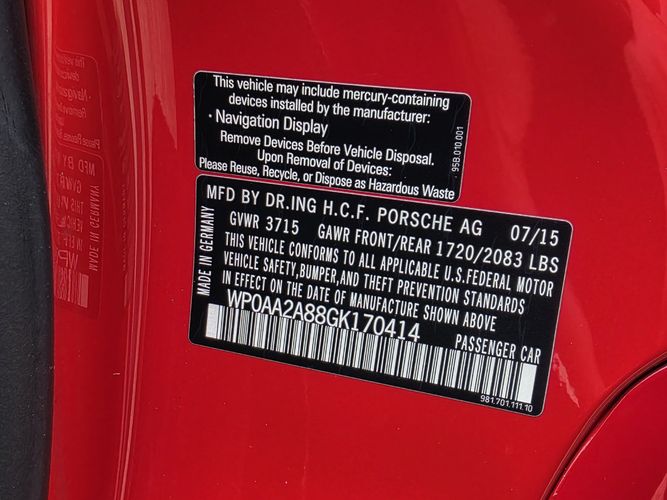 This vehicle may include mercury-containing
devices installed by the manufacturer:
· Navigation Display
Remove Devices Before Vehicle Disposal.
Upon Removal of Devices:
Please Reuse, Recycle, or Dispose as Hazardous Waste
95B.010.001
MFD BY DR.ING H.C.F. PORSCHE AG 07/15
GVWR 3715 GAWR FRONT/REAR 1720/2083 LBS
THIS VEHICLE CONFORMS TO ALL APPLICABLE U.S.FEDERAL MOTOR
VEHICLE SAFETY,BUMPER,AND THEFT PREVENTION STANDARDS
IN EFFECT ON THE DATE OF MANUFACTURE SHOWN ABOVE
MADE IN GERMANY
WP0AA2A88GK170414
PASSENGER CAR
981.701.111.10